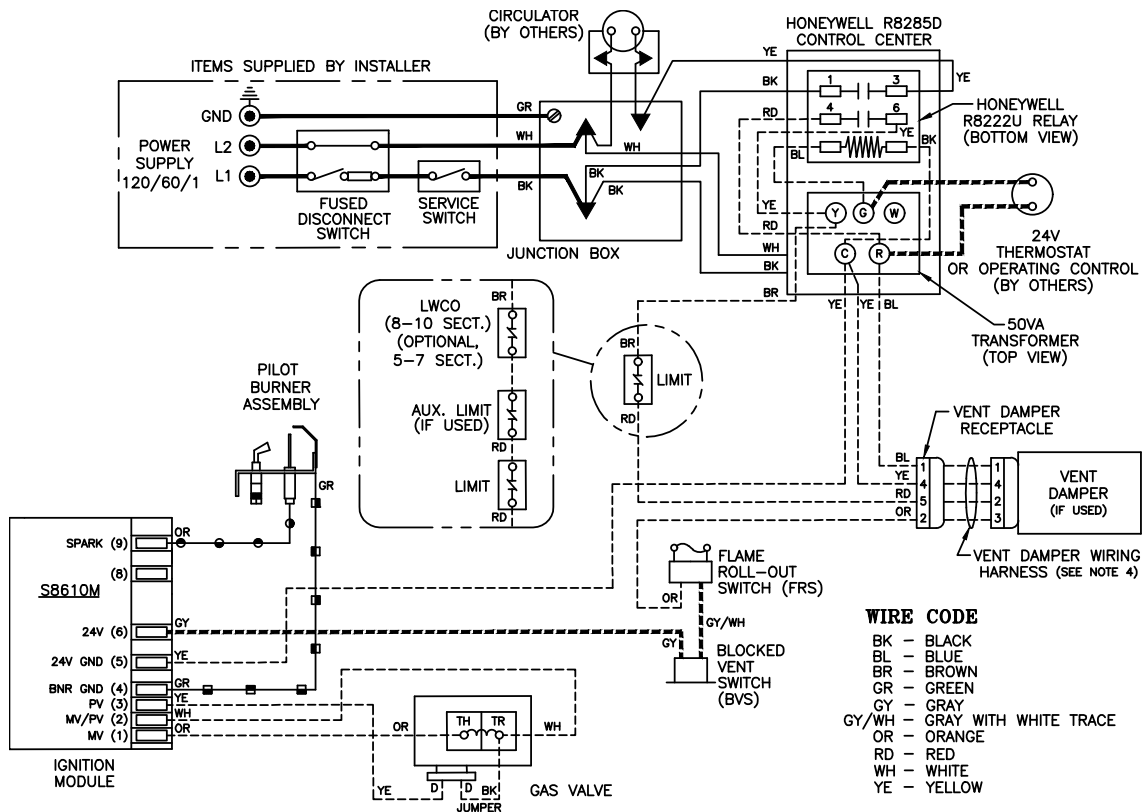 CIRCULATOR
(BY OTHERS)
HONEYWELL R8285D
CONTROL CENTER
ITEMS SUPPLIED BY INSTALLER
YE
BK
YE
1
3
GND
GR
RD
4
6
HONEYWELL
R8222U RELAY
(BOTTOM VIEW)
L2
WH
WH
YE
BK
BL
POWER
SUPPLY
120/60/1
L1
BK
BK
BK
FUSED
DISCONNECT
SWITCH
SERVICE
SWITCH
YE
Y
G
W
RD
JUNCTION BOX
WH
C
R
24V
THERMOSTAT
OR OPERATING CONTROL
(BY OTHERS)
BK
BR
YE
YE
BL
BR
LWCO
(8-10 SECT.)
(OPTIONAL,
5-7 SECT.)
50VA
TRANSFORMER
(TOP VIEW)
BR
LIMIT
RD
AUX. LIMIT
(IF USED)
RD
LIMIT
RD
PILOT
BURNER
ASSEMBLY
GR
VENT DAMPER
RECEPTACLE
BL
1
1
YE
4
4
RD
5
2
OR
2
3
VENT
DAMPER
(IF USED)
VENT DAMPER WIRING
HARNESS (SEE NOTE 4)
SPARK (9)
OR
(8)
S8610M
24V (6)
GY
24V GND (5)
YE
BNR GND (4)
GR
PV (3)
YE
MV/PV (2)
WH
MV (1)
OR
IGNITION
MODULE
FLAME
ROLL-OUT
SWITCH (FRS)
OR
GY/WH
GY
BLOCKED
VENT
SWITCH
(BVS)
OR
TH
TR
WH
YE
D
D
BK
JUMPER
GAS VALVE
WIRE CODE
BK - BLACK
BL - BLUE
BR - BROWN
GR - GREEN
GY - GRAY
GY/WH - GRAY WITH WHITE TRACE
OR - ORANGE
RD - RED
WH - WHITE
YE - YELLOW